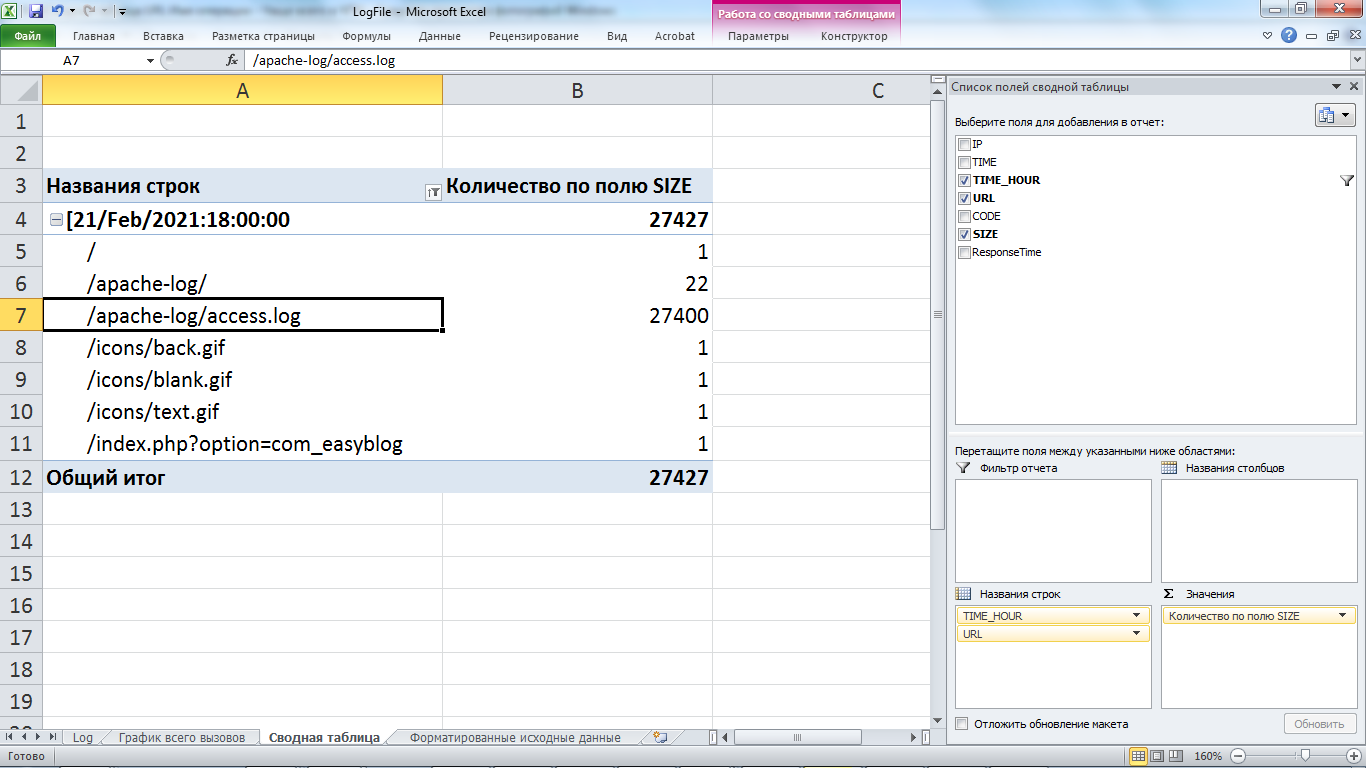 LogFile - Microsoft Excel
Работа со сводными таблицами
Файл Главная Вставка Разметка страницы Формулы Данные Рецензирование Вид Acrobat Параметры Конструктор
A7 fx /apache-log/access.log
A B C
1
2
3 Названия строк Количество по полю SIZE
4 [21/Feb/2021:18:00:00 27427
5 / 1
6 /apache-log/ 22
7 /apache-log/access.log 27400
8 /icons/back.gif 1
9 /icons/blank.gif 1
10 /icons/text.gif 1
11 /index.php?option=com_easyblog 1
12 Общий итог 27427
13
14
15
16
17
18
19
Список полей сводной таблицы
Выберите поля для добавления в отчет:
IP
TIME
TIME_HOUR
URL
CODE
SIZE
ResponseTime
Перетащите поля между указанными ниже областями:
Фильтр отчета Названия столбцов
Названия строк Σ Значения
TIME_HOUR Количество по полю SIZE
URL
Отложить обновление макета Обновить
Log График всего вызовов Сводная таблица Форматированные исходные данные
Готово 160%